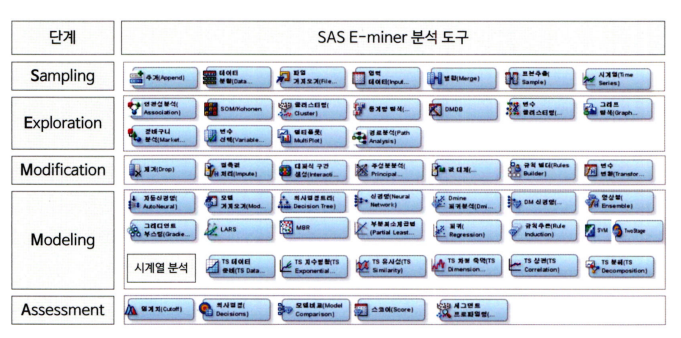 단계
SAS E-miner 분석 도구
Sampling
추가(Append)
데이터
분할(Data...
파일
가져오기(File...
입력
데이터(Input...
병합(Merge)
표본추출(
Sample)
시계열(Time
Series)
Exploration
연관성분석(
Association)
SOM/Kohonen
클러스터링(
Cluster)
통계량 탐색(...
DMDB
변수
클러스터링(...
그래프
탐색(Graph...
장바구니
분석(Market...
변수
선택(Variable...
멀티플롯(
MultiPlot)
경로분석(Path
Analysis)
Modification
제거(Drop)
결측값
처리(Impute)
대화식 구간
생성(Interacti...
주성분분석(
Principal...
값 대체(...
규칙 빌더(Rules
Builder)
변수
변환(Transfor...
Modeling
자동신경망(
AutoNeural)
모델
가져오기(Mod...
의사결정트리(
Decision Tree)
신경망(Neural
Network)
Dmine
회귀분석(Dmi...
DM 신경망(...
앙상블(
Ensemble)
그래디언트
부스팅(Gradie...
LARS
MBR
부분최소제곱법
(Partial Least...
회귀(
Regression)
규칙추론(Rule
Induction)
SVM
TwoStage
시계열 분석
TS 데이터
준비(TS Data...
TS 지수평활(TS
Exponential...
TS 유사성(TS
Similarity)
TS 차원 축약(TS
Dimension...
TS 상관(TS
Correlation)
TS 분해(TS
Decomposition)
Assessment
임계치(Cutoff)
의사결정(
Decisions)
모델비교(Model
Comparison)
스코어(Score)
세그먼트
프로파일링(...